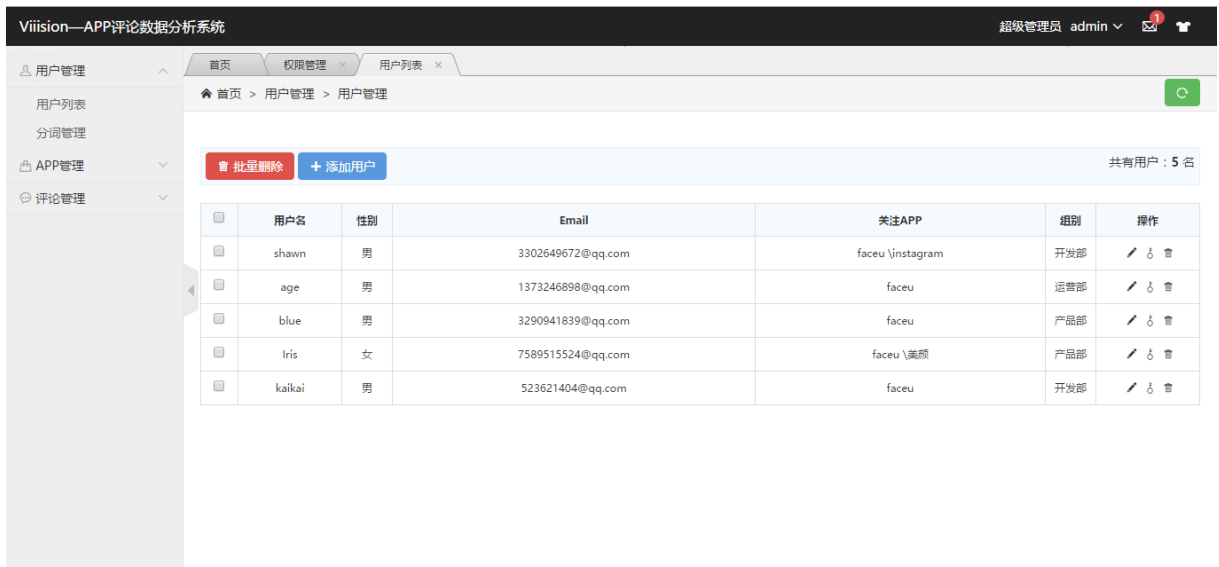 Viiision—APP评论数据分析系统
超级管理员 admin
1
用户管理
用户列表
分词管理
APP管理
评论管理
首页 权限管理 × 用户列表 ×
首页 > 用户管理 > 用户管理
批量删除 + 添加用户
共有用户：5 名
用户名 性别 Email 关注APP 组别 操作
shawn 男 3302649672@qq.com faceu \instagram 开发部
age 男 1373246898@qq.com faceu 运营部
blue 男 3290941839@qq.com faceu 产品部
Iris 女 7589515524@qq.com faceu \美颜 产品部
kaikai 男 523621404@qq.com faceu 开发部